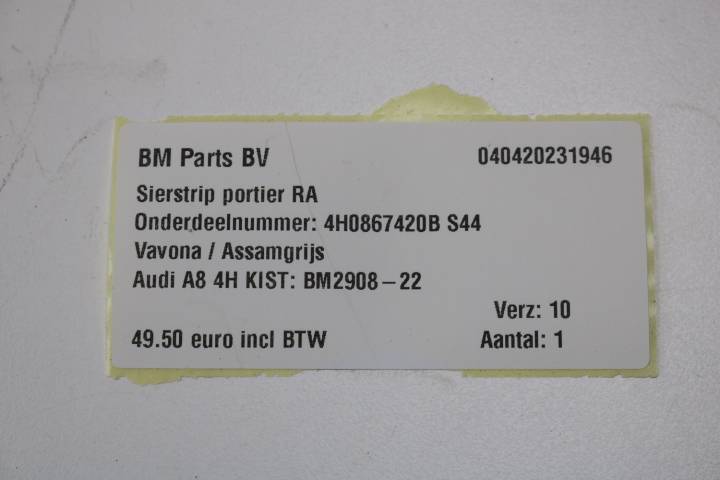 BM Parts BV 040420231946
Sierstrip portier RA
Onderdeelnummer: 4H0867420B S44
Vavona / Assamgrijs
Audi A8 4H KIST: BM2908-22
Verz: 10
49.50 euro incl BTW Aantal: 1